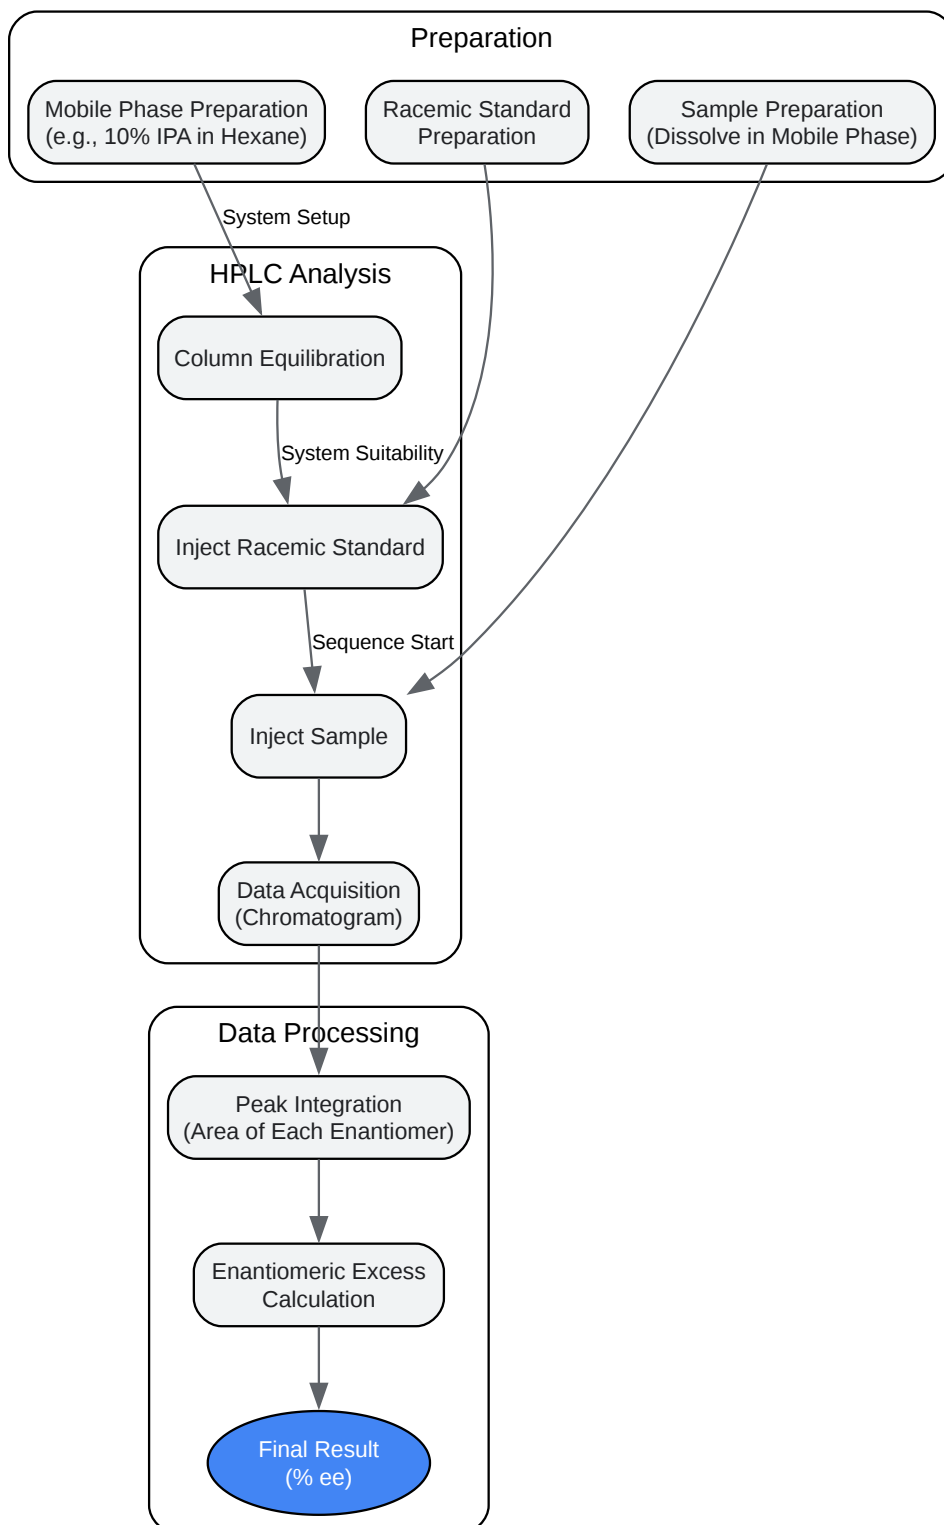 Preparation
Mobile Phase Preparation
(e.g., 10% IPA in Hexane)
Racemic Standard
Preparation
Sample Preparation
(Dissolve in Mobile Phase)
System Setup
HPLC Analysis
Column Equilibration
System Suitability
Inject Racemic Standard
Sequence Start
Inject Sample
Data Acquisition
(Chromatogram)
Data Processing
Peak Integration
(Area of Each Enantiomer)
Enantiomeric Excess
Calculation
Final Result
(% ee)